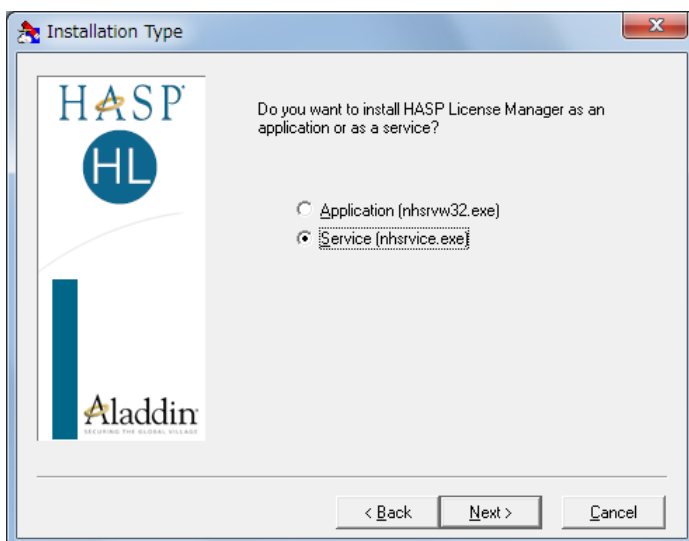 Installation Type
HASP
HL
Do you want to install HASP License Manager as an
application or as a service?
Application (nhsrvw32.exe)
Service (nhsrvice.exe)
Aladdin
SECURING THE GLOBAL VILLAGE
< Back
Next >
Cancel